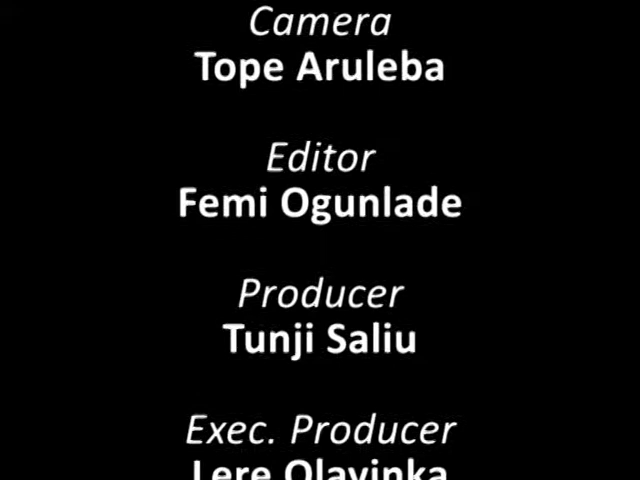 Camera
Tope Aruleba
Editor
Femi Ogunlade
Producer
Tunji Saliu
Exec. Producer
Lere Olayinka